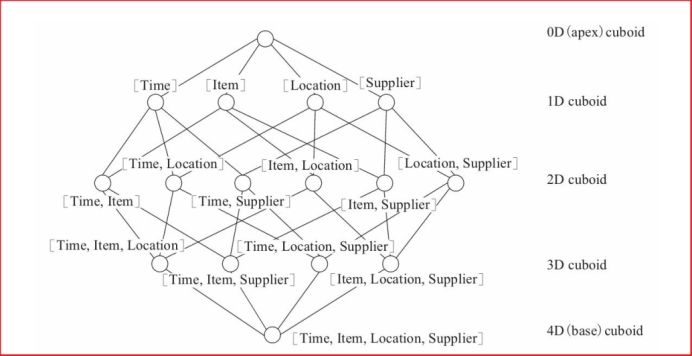 0D(apex) cuboid
[Time] [Item] [Location] [Supplier]
1D cuboid
[Time, Location] [Item, Location] [Location, Supplier]
2D cuboid
[Time, Item] [Time, Supplier] [Item, Supplier]
[Time, Item, Location] [Time, Location, Supplier]
3D cuboid
[Time, Item, Supplier] [Item, Location, Supplier]
4D(base) cuboid
[Time, Item, Location, Supplier]